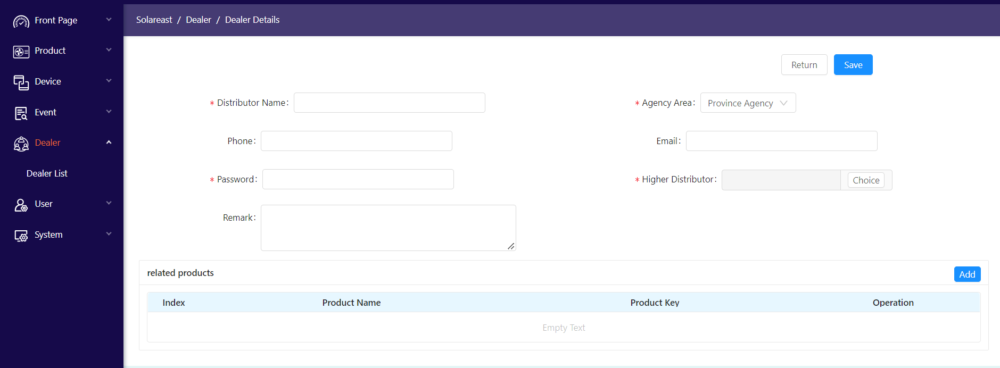 Front Page
Product
Device
Event
Dealer
Dealer List
User
System
Solareast / Dealer / Dealer Details
Return Save
* Distributor Name: * Agency Area: Province Agency
Phone: Email:
* Password: * Higher Distributor: Choice
Remark:
related products Add
Index Product Name Product Key Operation
Empty Text